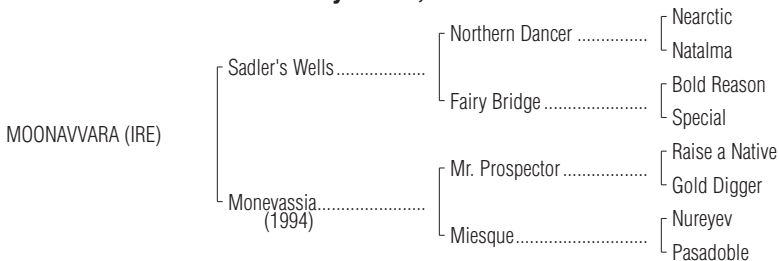 Nearctic
Northern Dancer ...............
Natalma
Sadler's Wells ...................
Bold Reason
Fairy Bridge ......................
Special
MOONAVVARA (IRE)
Raise a Native
Mr. Prospector ..................
Gold Digger
Monevassia.......................
(1994)
Nureyev
Miesque............................
Pasadoble